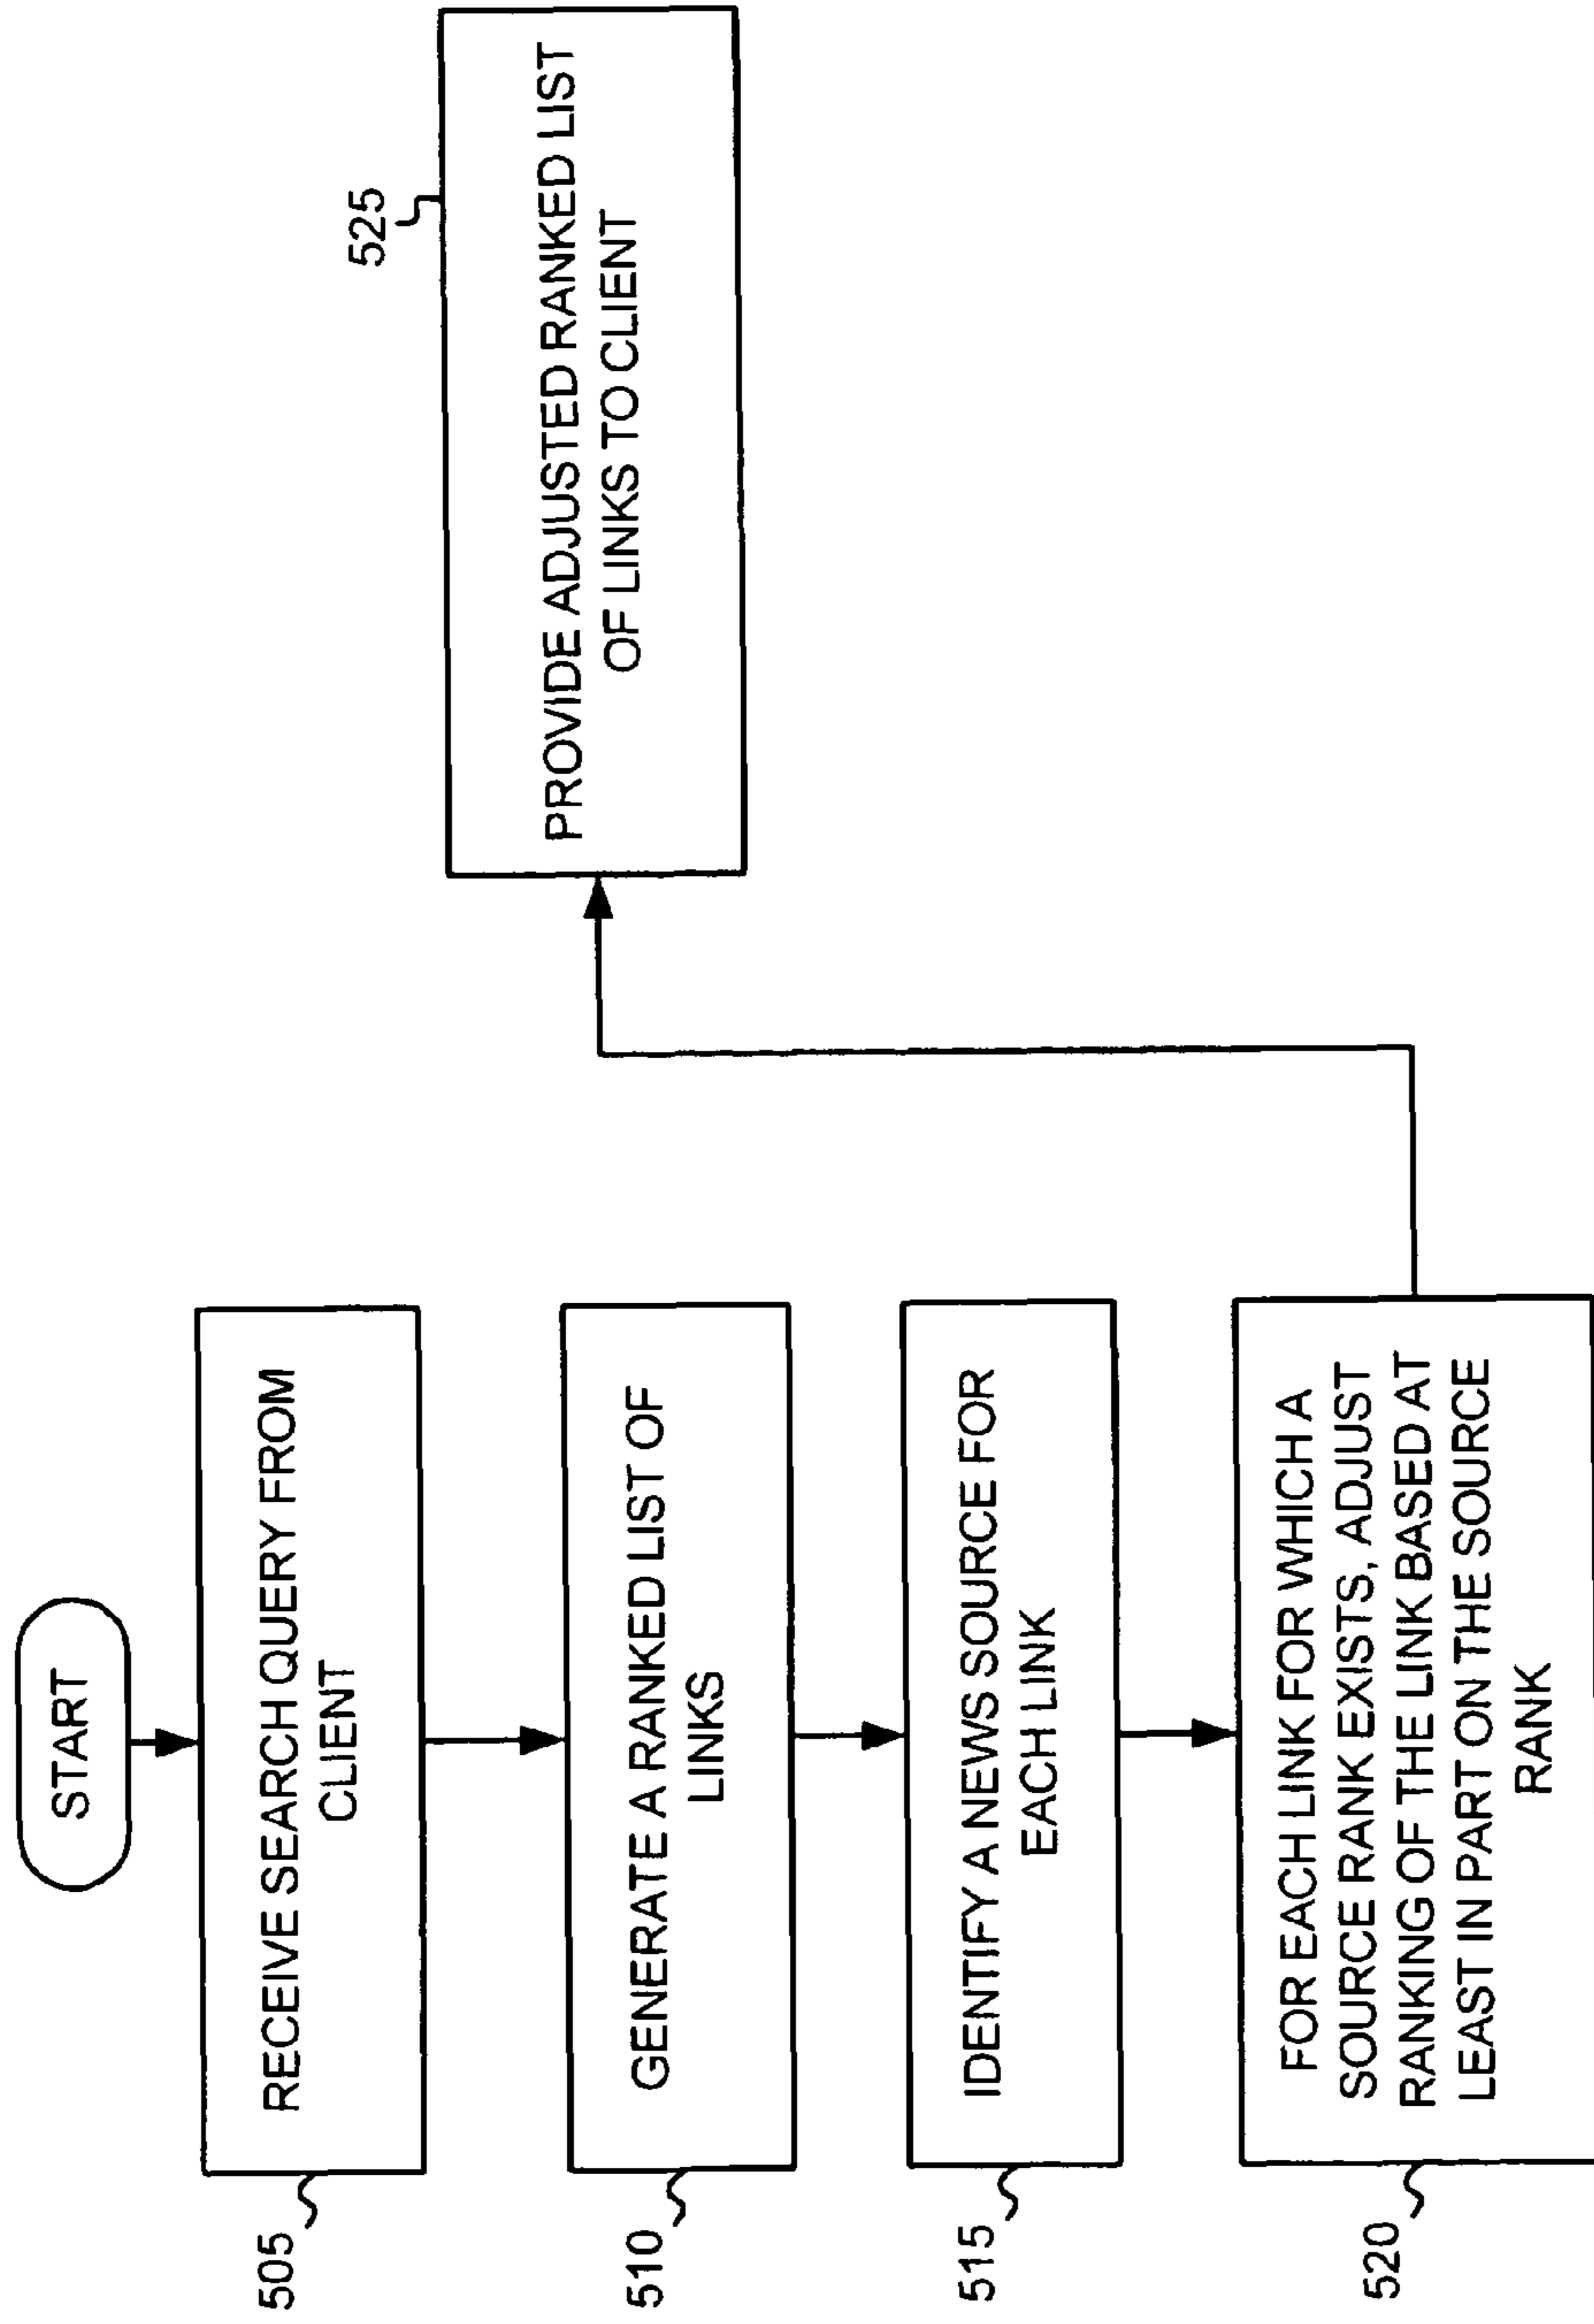 START
505
RECEIVE SEARCH QUERY FROM
CLIENT
510
GENERATE A RANKED LIST OF
LINKS
515
IDENTIFY A NEWS SOURCE FOR
EACH LINK
520
FOR EACH LINK FOR WHICH A
SOURCE RANK EXISTS, ADJUST
RANKING OF THE LINK BASED AT
LEAST IN PART ON THE SOURCE
RANK
525
PROVIDE ADJUSTED RANKED LIST
OF LINKS TO CLIENT